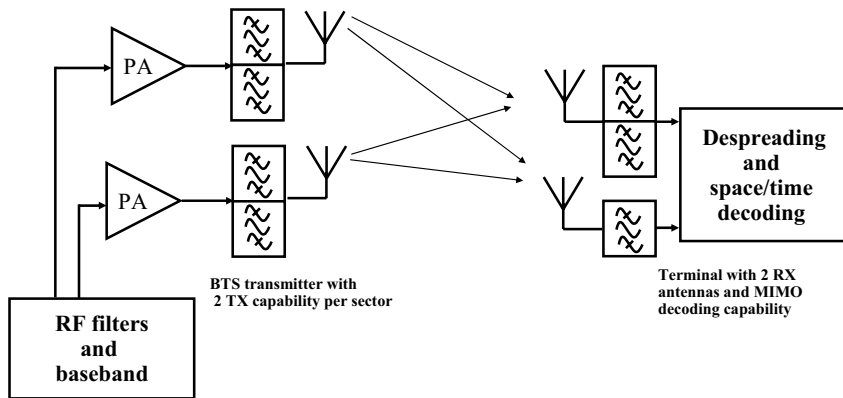 PA
PA
BTS transmitter with
2 TX capability per sector
RF filters
and
baseband
Despreading
and
space/time
decoding
Terminal with 2 RX
antennas and MIMO
decoding capability